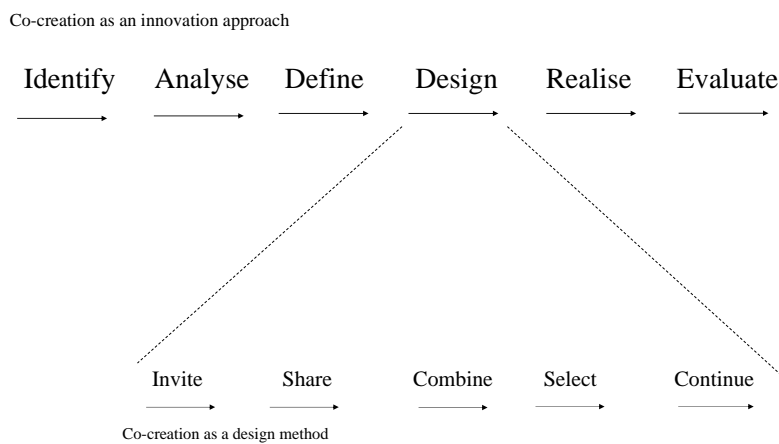 Co-creation as an innovation approach
Identify Analyse Define Design Realise Evaluate
Invite Share Combine Select Continue
Co-creation as a design method